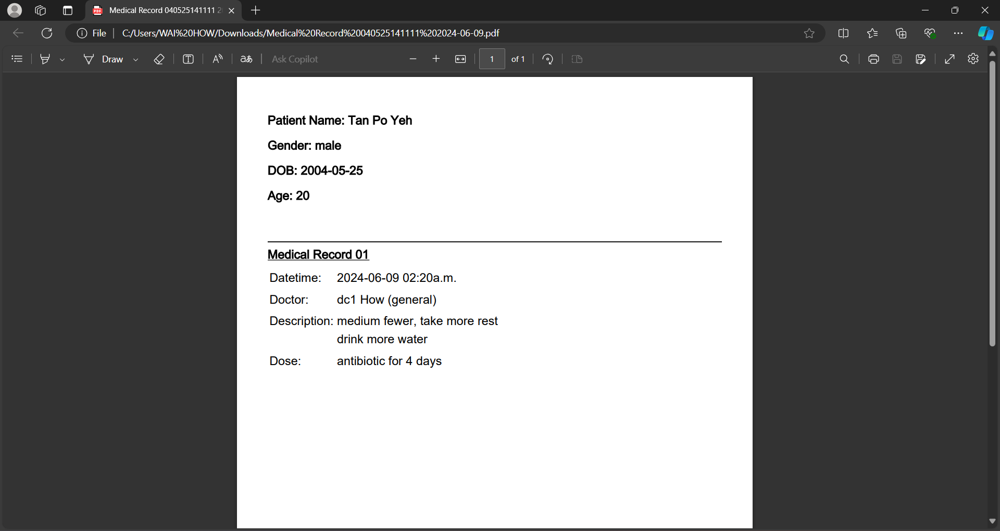 Medical Record 040525141111 2
File
C:/Users/WAI%20HOW/Downloads/Medical%20Record%20040525141111%202024-06-09.pdf
Draw
aあ
Ask Copilot
1 of 1
Patient Name: Tan Po Yeh
Gender: male
DOB: 2004-05-25
Age: 20
Medical Record 01
Datetime: 2024-06-09 02:20a.m.
Doctor: dc1 How (general)
Description: medium fewer, take more rest
drink more water
Dose: antibiotic for 4 days